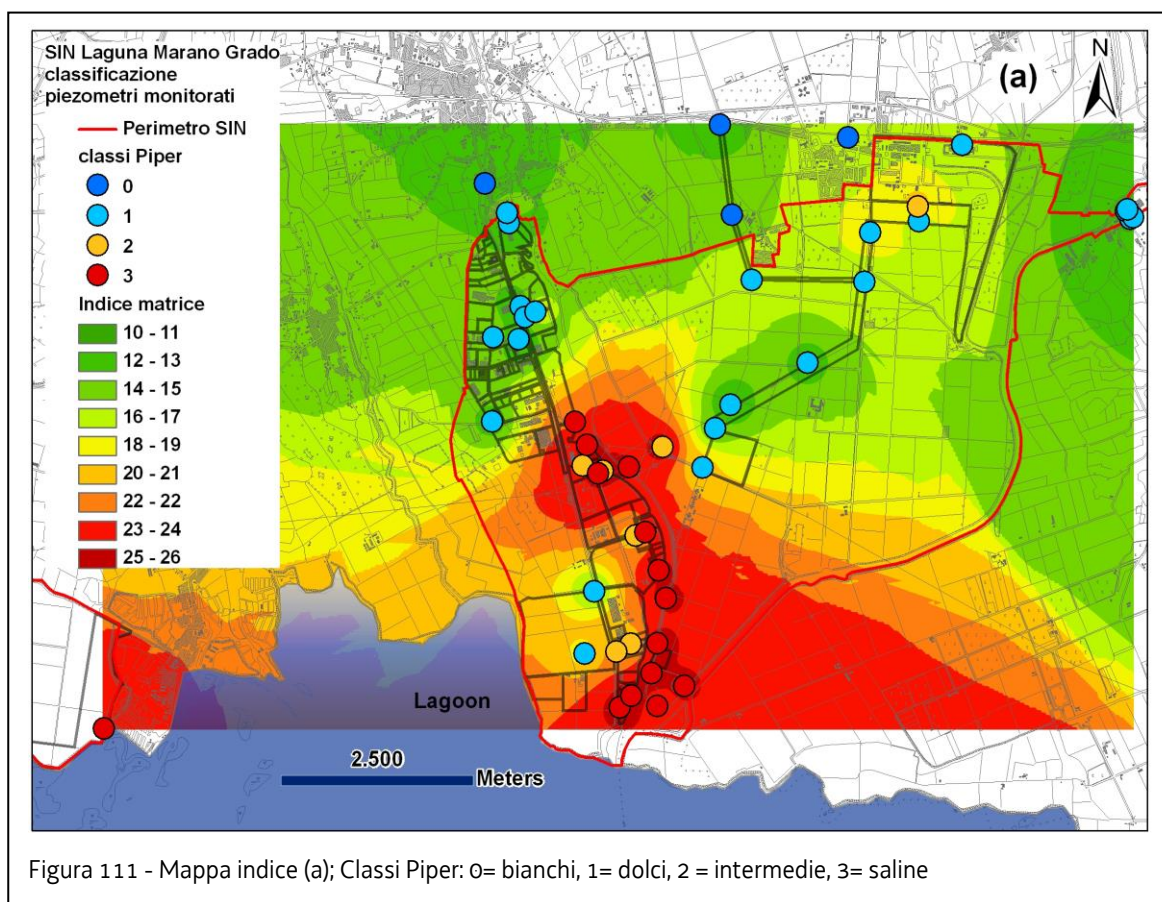 SIN Laguna Marano Grado
classificazione
piezometri monitorati
Perimetro SIN
classi Piper
0
1
2
3
Indice matrice
10 - 11
12 - 13
14 - 15
16 - 17
18 - 19
20 - 21
22 - 22
23 - 24
25 - 26
(a)
N
Lagoon
2.500
Meters
Figura 111 - Mappa indice (a); Classi Piper: 0= bianchi, 1= dolci, 2 = intermedie, 3= saline